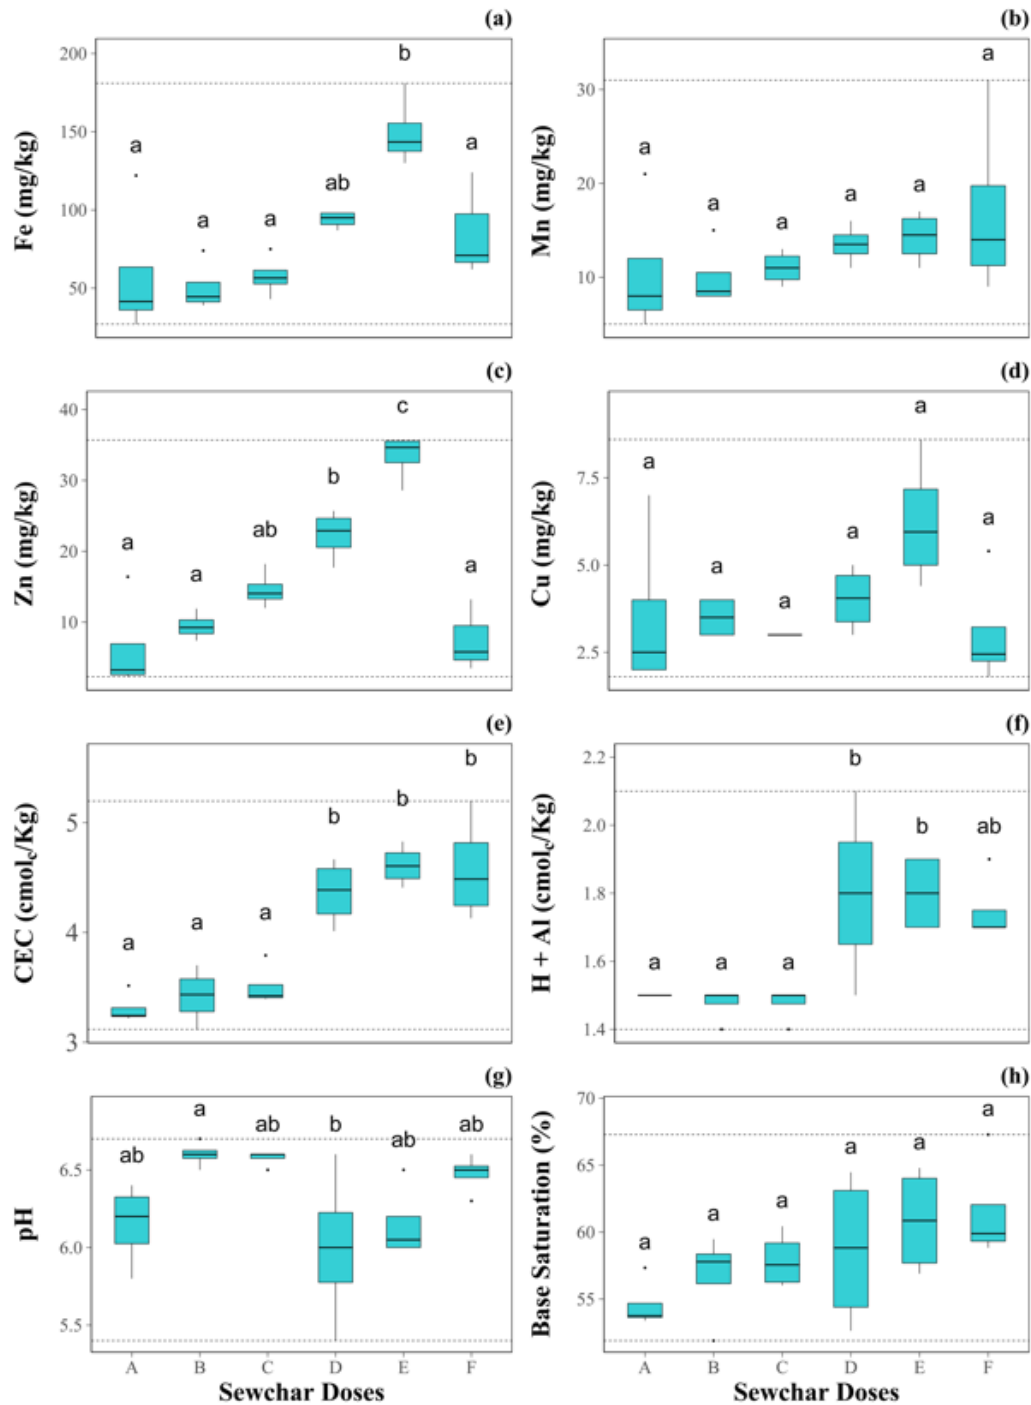 (a)
Fe (mg/kg)
200
150
100
50
a
a
a
ab
b
a
(b)
Mn (mg/kg)
30
20
10
a
a
a
a
a
a
(c)
Zn (mg/kg)
40
30
20
10
a
a
ab
b
c
a
(d)
Cu (mg/kg)
7.5
5.0
2.5
a
a
a
a
a
a
(e)
CEC (cmolc/Kg)
5
4
3
a
a
a
b
b
b
(f)
H + Al (cmolc/Kg)
2.2
2.0
1.8
1.6
1.4
a
a
a
b
b
ab
(g)
pH
6.5
6.0
5.5
ab
a
ab
b
ab
ab
A B C D E F
Sewchar Doses
(h)
Base Saturation (%)
70
65
60
55
a
a
a
a
a
a
A B C D E F
Sewchar Doses